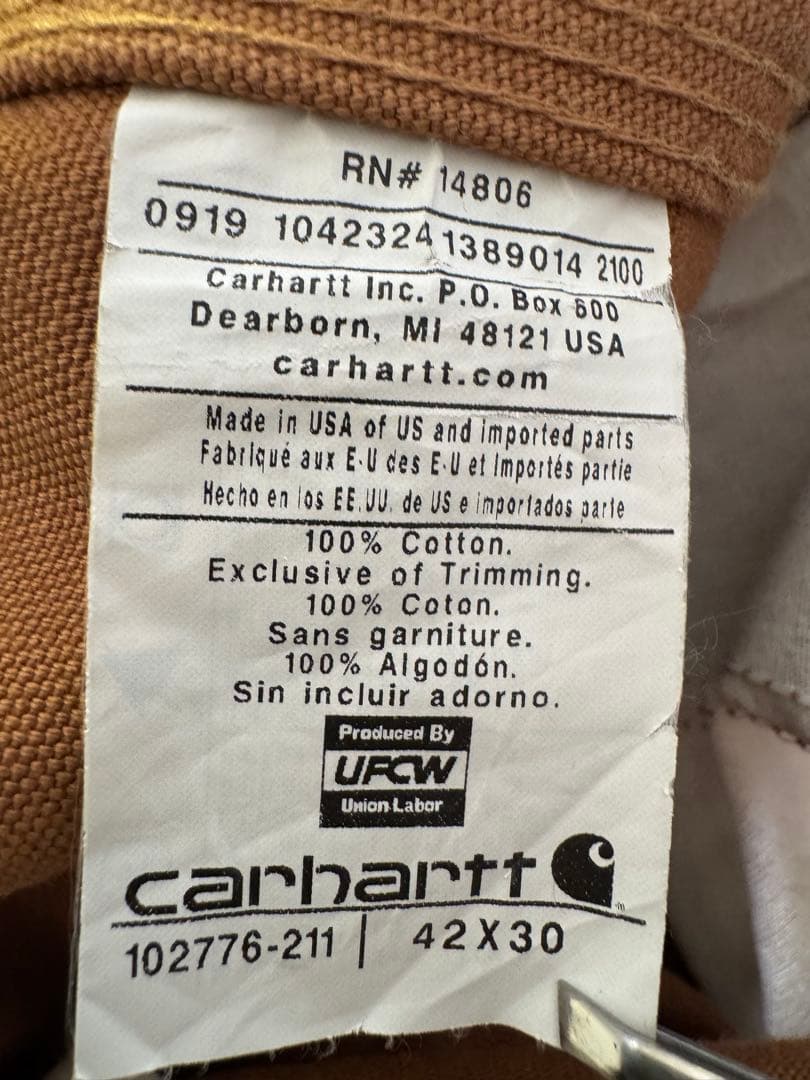 RN# 14806
0919 1042324 1389014 2100
Carhartt Inc. P.O. Box 600
Dearborn, MI 48121 USA
carhartt.com
Made in USA of US and imported parts
Fabriqué aux E-U des E-U et Importés partie
Hecho en los EE.UU. de US e importados parte
100% Cotton.
Exclusive of Trimming.
100% Coton.
Sans garniture.
100% Algodón.
Sin incluir adorno.
Produced By
UFCW
Union Labor
carhartt
102776-211 | 42X30